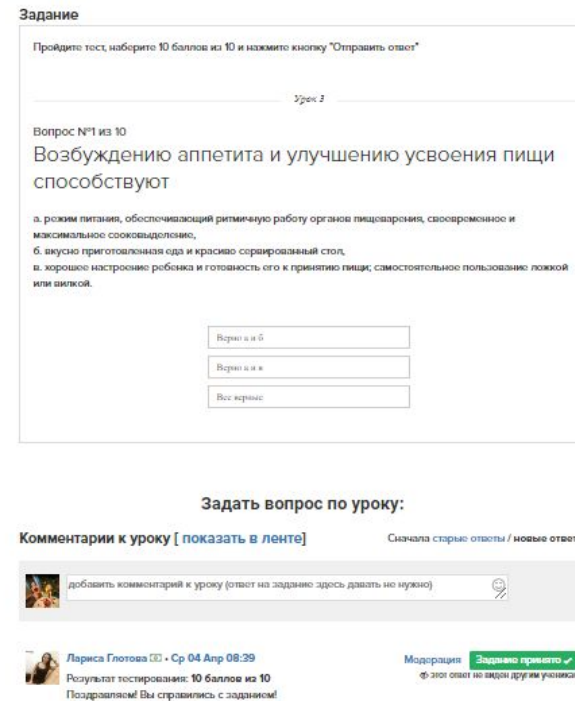 Задание
Пройдите тест, наберите 10 баллов из 10 и нажмите кнопку "Отправить ответ"
Урок 3
Вопрос №1 из 10
Возбуждению аппетита и улучшению усвоения пищи
способствуют
а. режим питания, обеспечивающий ритмичную работу органов пищеварения, своевременное и
максимальное сооковыделение,
б. вкусно приготовленная еда и красиво сервированный стол,
в. хорошее настроение ребенка и готовность его к принятию пищи; самостоятельное пользование ложкой
или вилкой.
Верно а и б
Верно а и в
Все верные
Задать вопрос по уроку:
Комментарии к уроку [ показать в ленте]
Сначала старые ответы / новые ответ
добавить комментарий к уроку (ответ на задание здесь давать не нужно)
Лариса Глотова • Ср 04 Апр 08:39
Модерация Задание принято
этот ответ не виден другим ученика
Результат тестирования: 10 баллов из 10
Поздравляем! Вы справились с заданием!